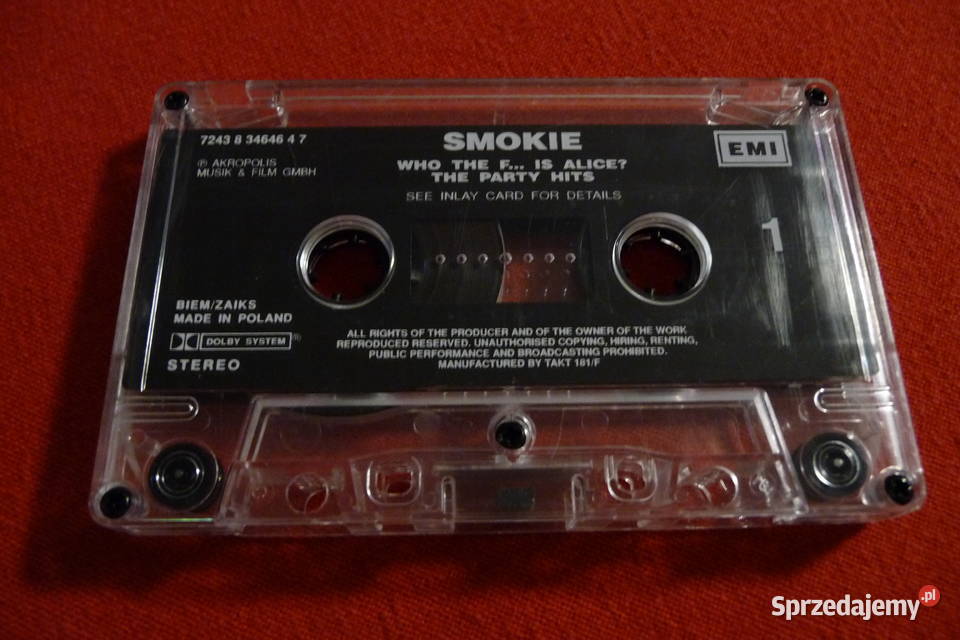 7243 8 34646 4 7
℗ AKROPOLIS
MUSIK & FILM GMBH
SMOKIE
WHO THE F... IS ALICE?
THE PARTY HITS
SEE INLAY CARD FOR DETAILS
EMI
1
BIEM/ZAIKS
MADE IN POLAND
DOLBY SYSTEM ®
STEREO
ALL RIGHTS OF THE PRODUCER AND OF THE OWNER OF THE WORK
REPRODUCED RESERVED. UNAUTHORISED COPYING, HIRING, RENTING,
PUBLIC PERFORMANCE AND BROADCASTING PROHIBITED.
MANUFACTURED BY TAKT 181/F
Sprzedajemy.pl